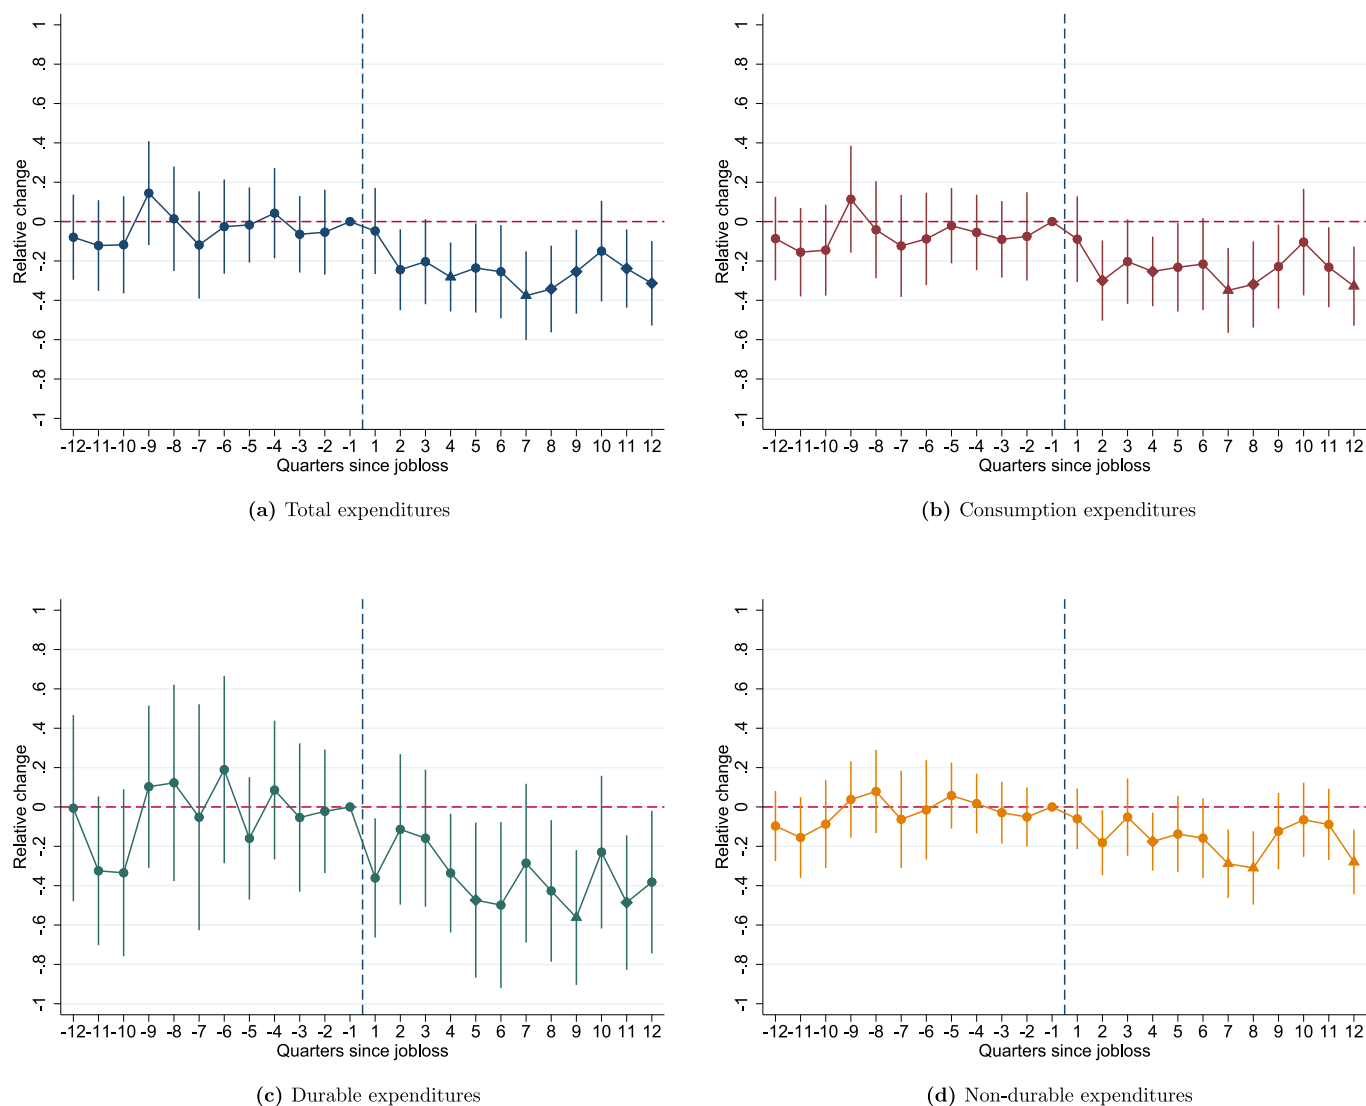 1
.8
.6
.4
.2
0
-.2
-.4
-.6
-.8
-1
Relative change
-12 -11 -10 -9 -8 -7 -6 -5 -4 -3 -2 -1 1 2 3 4 5 6 7 8 9 10 11 12
Quarters since jobloss
(a) Total expenditures
1
.8
.6
.4
.2
0
-.2
-.4
-.6
-.8
-1
Relative change
-12 -11 -10 -9 -8 -7 -6 -5 -4 -3 -2 -1 1 2 3 4 5 6 7 8 9 10 11 12
Quarters since jobloss
(b) Consumption expenditures
1
.8
.6
.4
.2
0
-.2
-.4
-.6
-.8
-1
Relative change
-12 -11 -10 -9 -8 -7 -6 -5 -4 -3 -2 -1 1 2 3 4 5 6 7 8 9 10 11 12
Quarters since jobloss
(c) Durable expenditures
1
.8
.6
.4
.2
0
-.2
-.4
-.6
-.8
-1
Relative change
-12 -11 -10 -9 -8 -7 -6 -5 -4 -3 -2 -1 1 2 3 4 5 6 7 8 9 10 11 12
Quarters since jobloss
(d) Non-durable expenditures